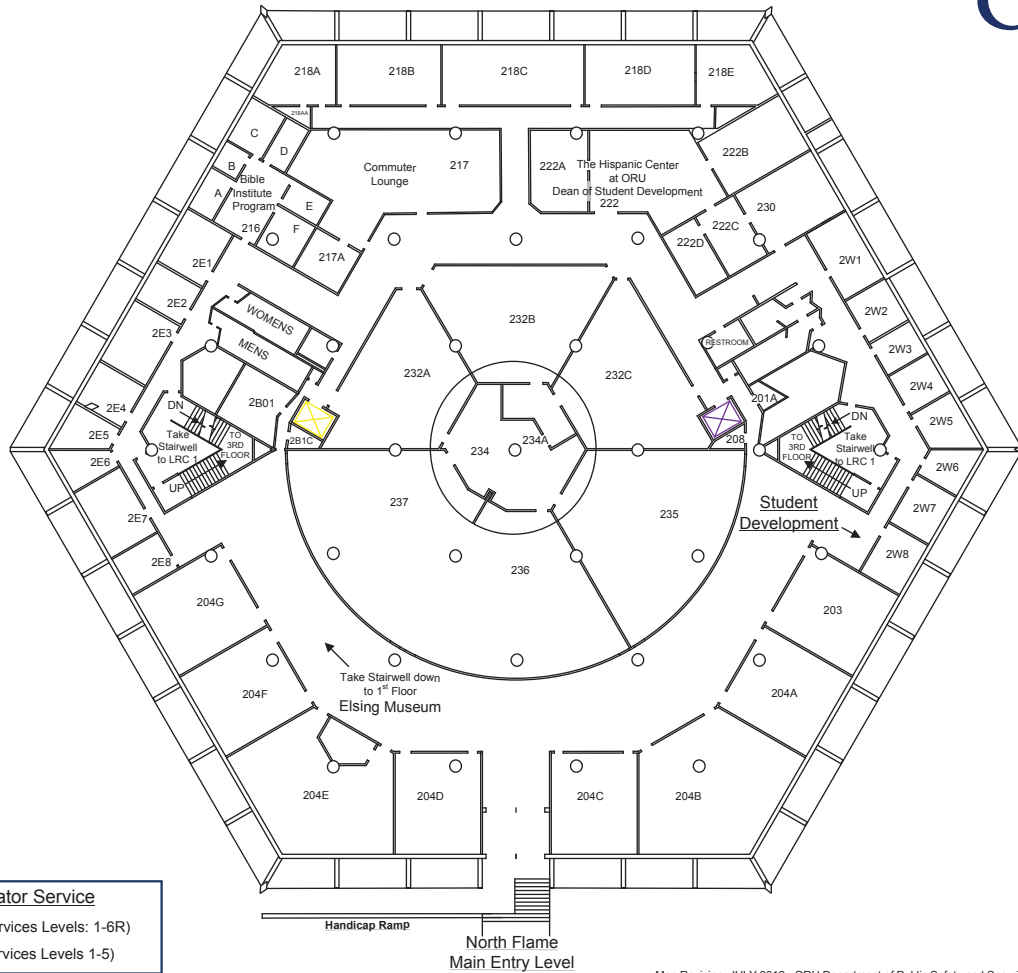 218A
218B
218C
218D
218E
218AA
C
D
B
A
Bible
Institute
Program
216
E
F
217A
Commuter
Lounge
217
222A
The Hispanic Center
at ORU
Dean of Student Development
222
222B
230
222C
222D
2E1
2E2
2E3
2E4
2E5
2E6
2E7
2E8
WOMENS
MENS
2B01
2B1C
DN
Take
Stairwell
to LRC 1
TO
3RD
FLOOR
UP
232A
232B
232C
234
234A
237
236
235
RESTROOM
201A
208
DN
Take
Stairwell
to LRC 1
TO
3RD
FLOOR
UP
2W1
2W2
2W3
2W4
2W5
2W6
2W7
2W8
Student
Development
203
204A
204B
204C
204D
204E
204F
204G
Take Stairwell down
to 1st Floor
Elsing Museum
ator Service
rvices Levels: 1-6R)
rvices Levels 1-5)
Handicap Ramp
North Flame
Main Entry Level